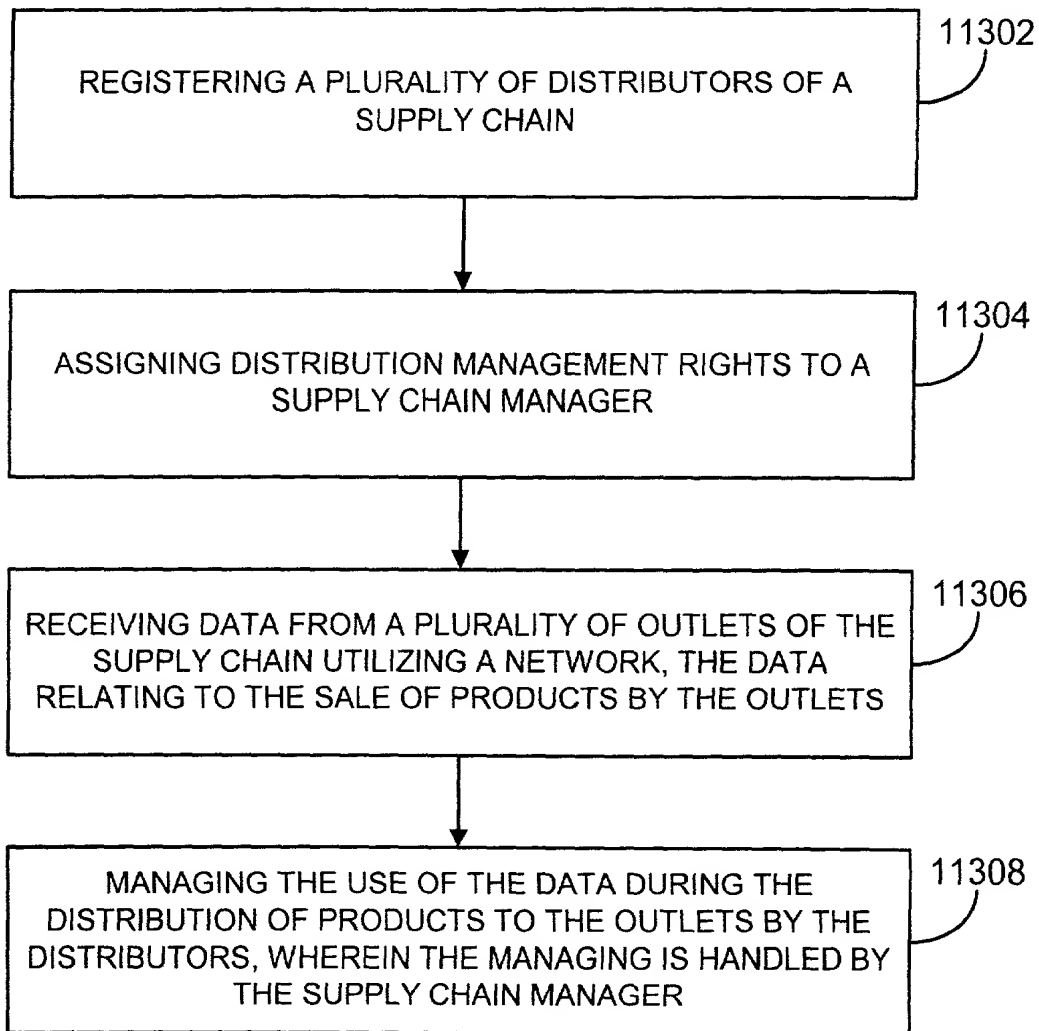 11302
REGISTERING A PLURALITY OF DISTRIBUTORS OF A
SUPPLY CHAIN
11304
ASSIGNING DISTRIBUTION MANAGEMENT RIGHTS TO A
SUPPLY CHAIN MANAGER
11306
RECEIVING DATA FROM A PLURALITY OF OUTLETS OF THE
SUPPLY CHAIN UTILIZING A NETWORK, THE DATA
RELATING TO THE SALE OF PRODUCTS BY THE OUTLETS
11308
MANAGING THE USE OF THE DATA DURING THE
DISTRIBUTION OF PRODUCTS TO THE OUTLETS BY THE
DISTRIBUTORS, WHEREIN THE MANAGING IS HANDLED BY
THE SUPPLY CHAIN MANAGER